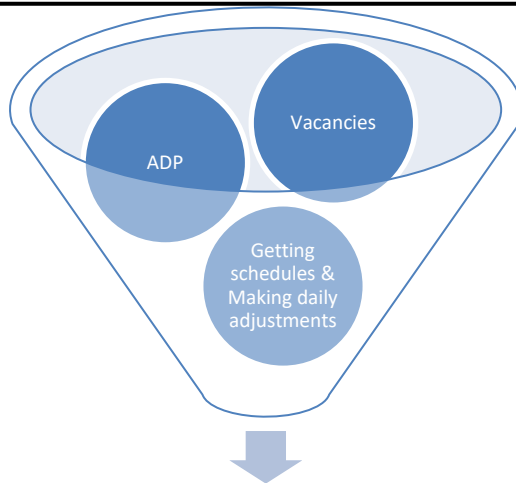 Vacancies
ADP
Getting
schedules &
Making daily
adjustments